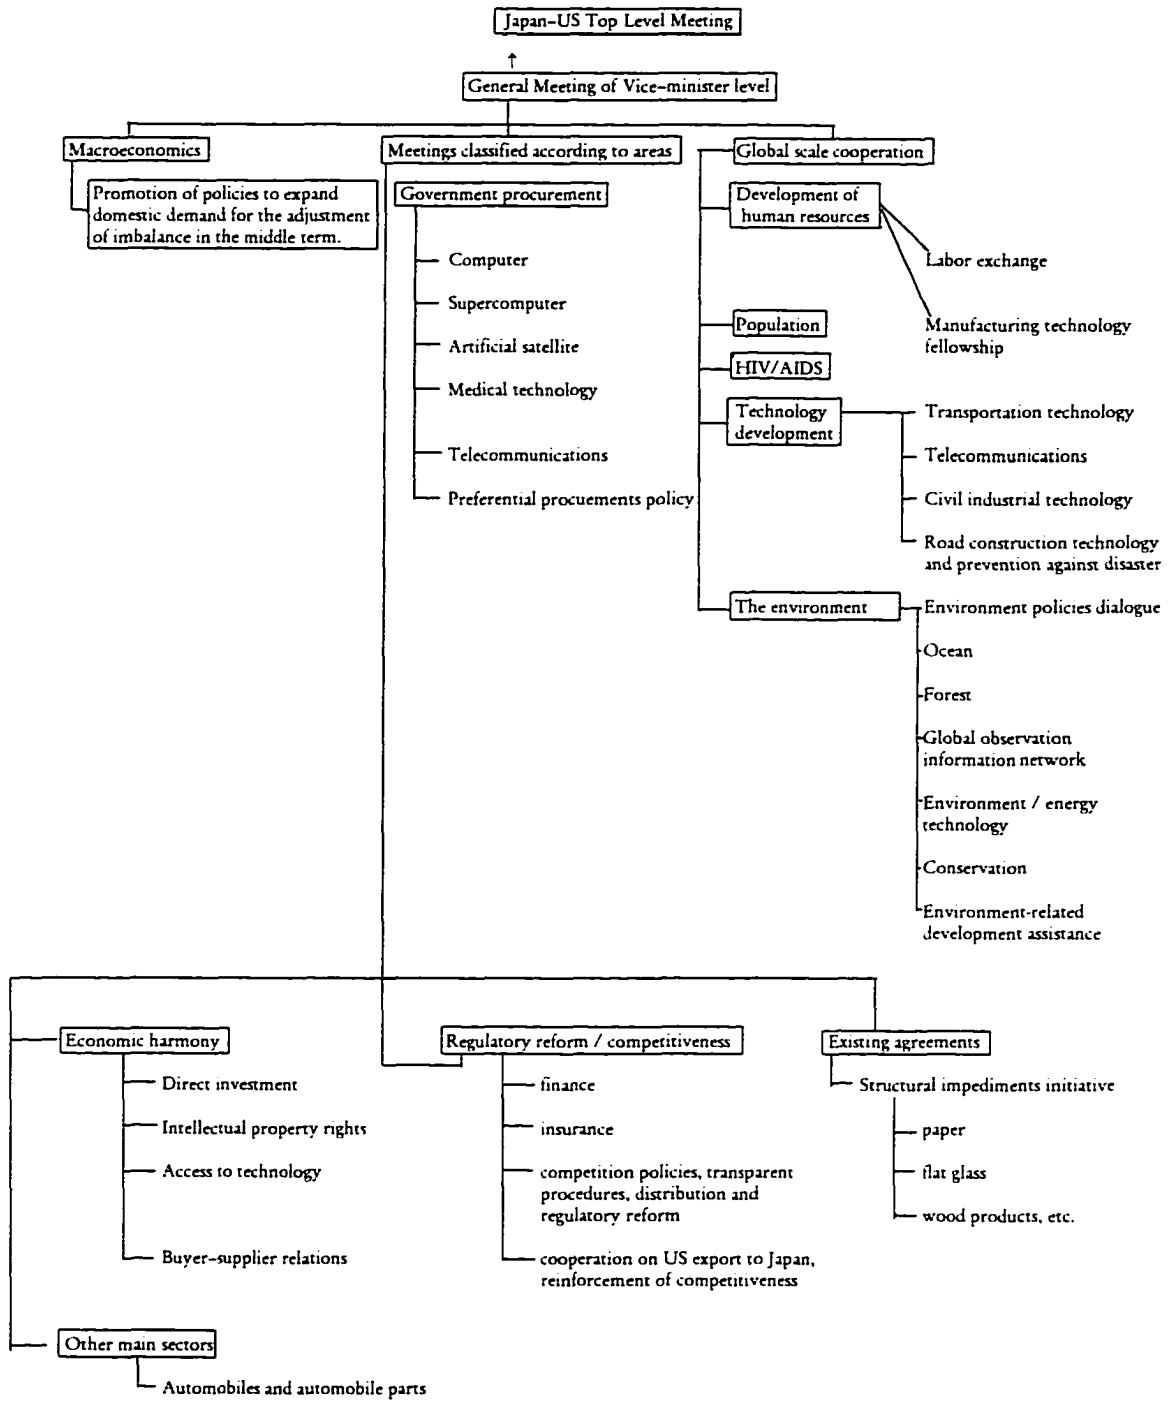 Japan-US Top Level Meeting
General Meeting of Vice-minister level
Macroeconomics
Promotion of policies to expand
domestic demand for the adjustment
of imbalance in the middle term.
Meetings classified according to areas
Government procurement
Computer
Supercomputer
Artificial satellite
Medical technology
Telecommunications
Preferential procuements policy
Global scale cooperation
Development of
human resources
Labor exchange
Manufacturing technology
fellowship
Population
HIV/AIDS
Technology
development
Transportation technology
Telecommunications
Civil industrial technology
Road construction technology
and prevention against disaster
The environment
Environment policies dialogue
Ocean
Forest
Global observation
information network
Environment / energy
technology
Conservation
Environment-related
development assistance
Economic harmony
Direct investment
Intellectual property rights
Access to technology
Buyer-supplier relations
Regulatory reform / competitiveness
finance
insurance
competition policies, transparent
procedures, distribution and
regulatory reform
cooperation on US export to Japan,
reinforcement of competitiveness
Existing agreements
Structural impediments initiative
paper
flat glass
wood products, etc.
Other main sectors
Automobiles and automobile parts